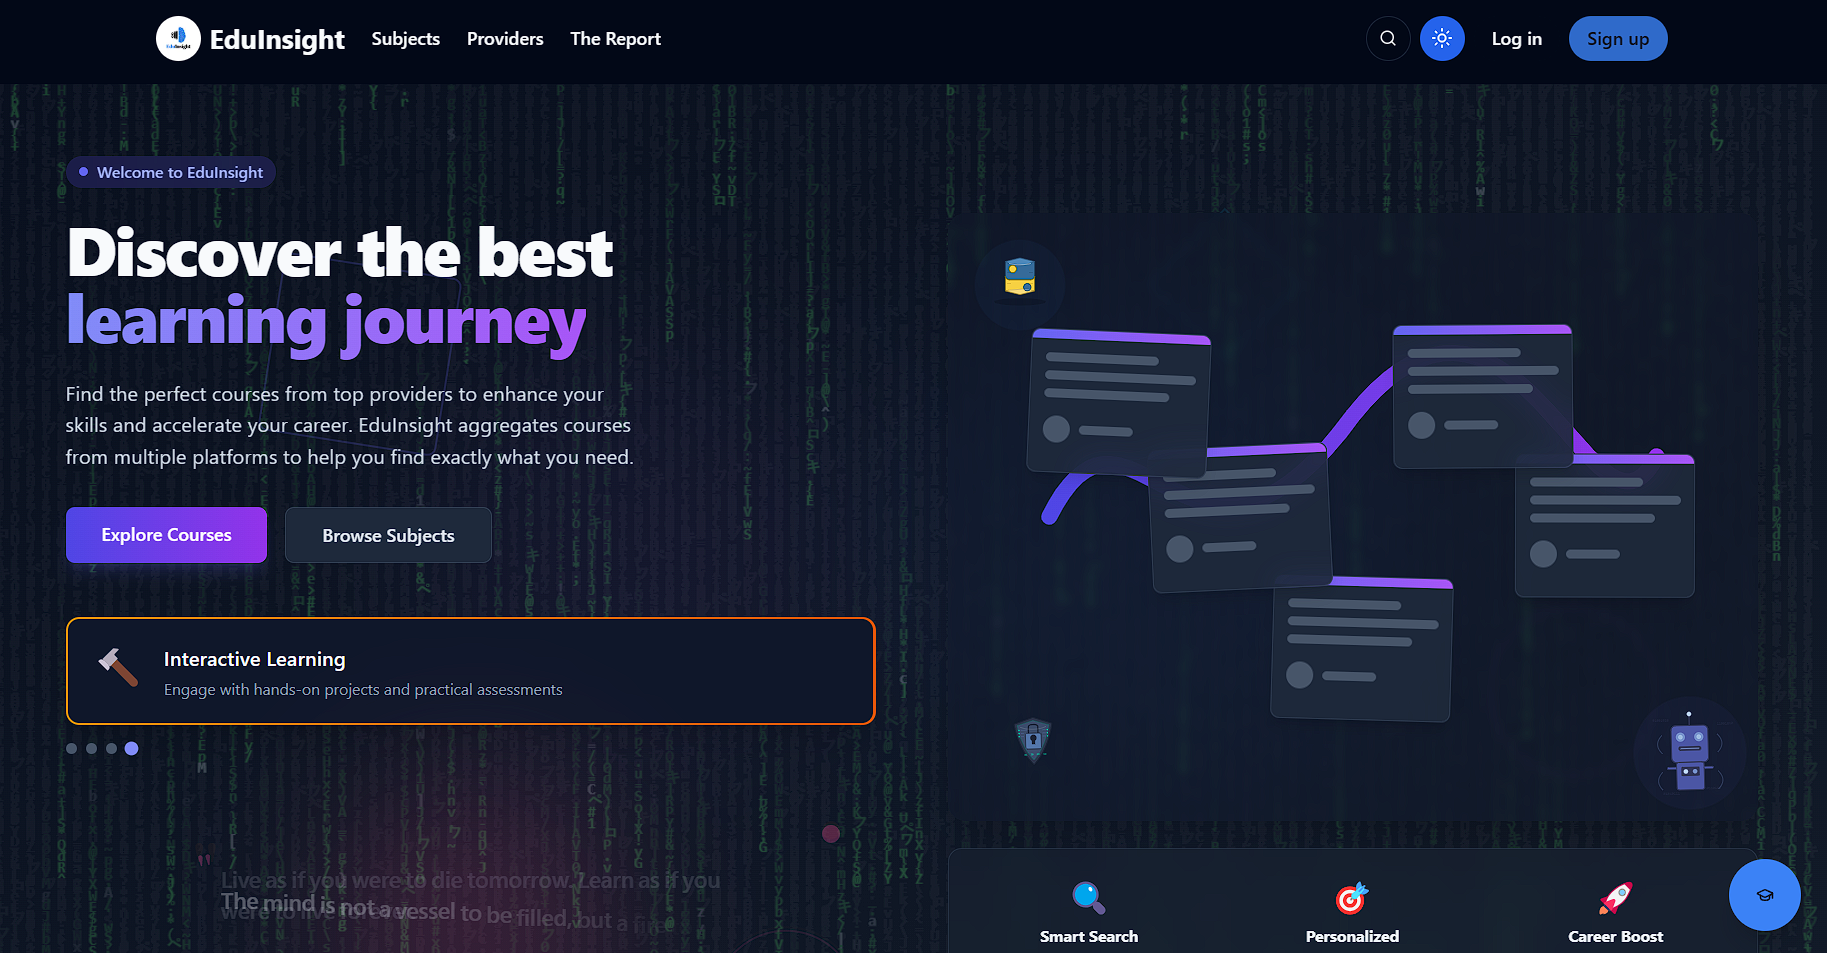 EduInsight
Subjects
Providers
The Report
Log in
Sign up
Welcome to EduInsight
Discover the best
learning journey
Find the perfect courses from top providers to enhance your
skills and accelerate your career. EduInsight aggregates courses
from multiple platforms to help you find exactly what you need.
Explore Courses
Browse Subjects
Interactive Learning
Engage with hands-on projects and practical assessments
"
Live as if you were to die tomorrow. Learn as if you
were to live
The mind is not a vessel to be filled, but a fire
Smart Search
Personalized
Career Boost